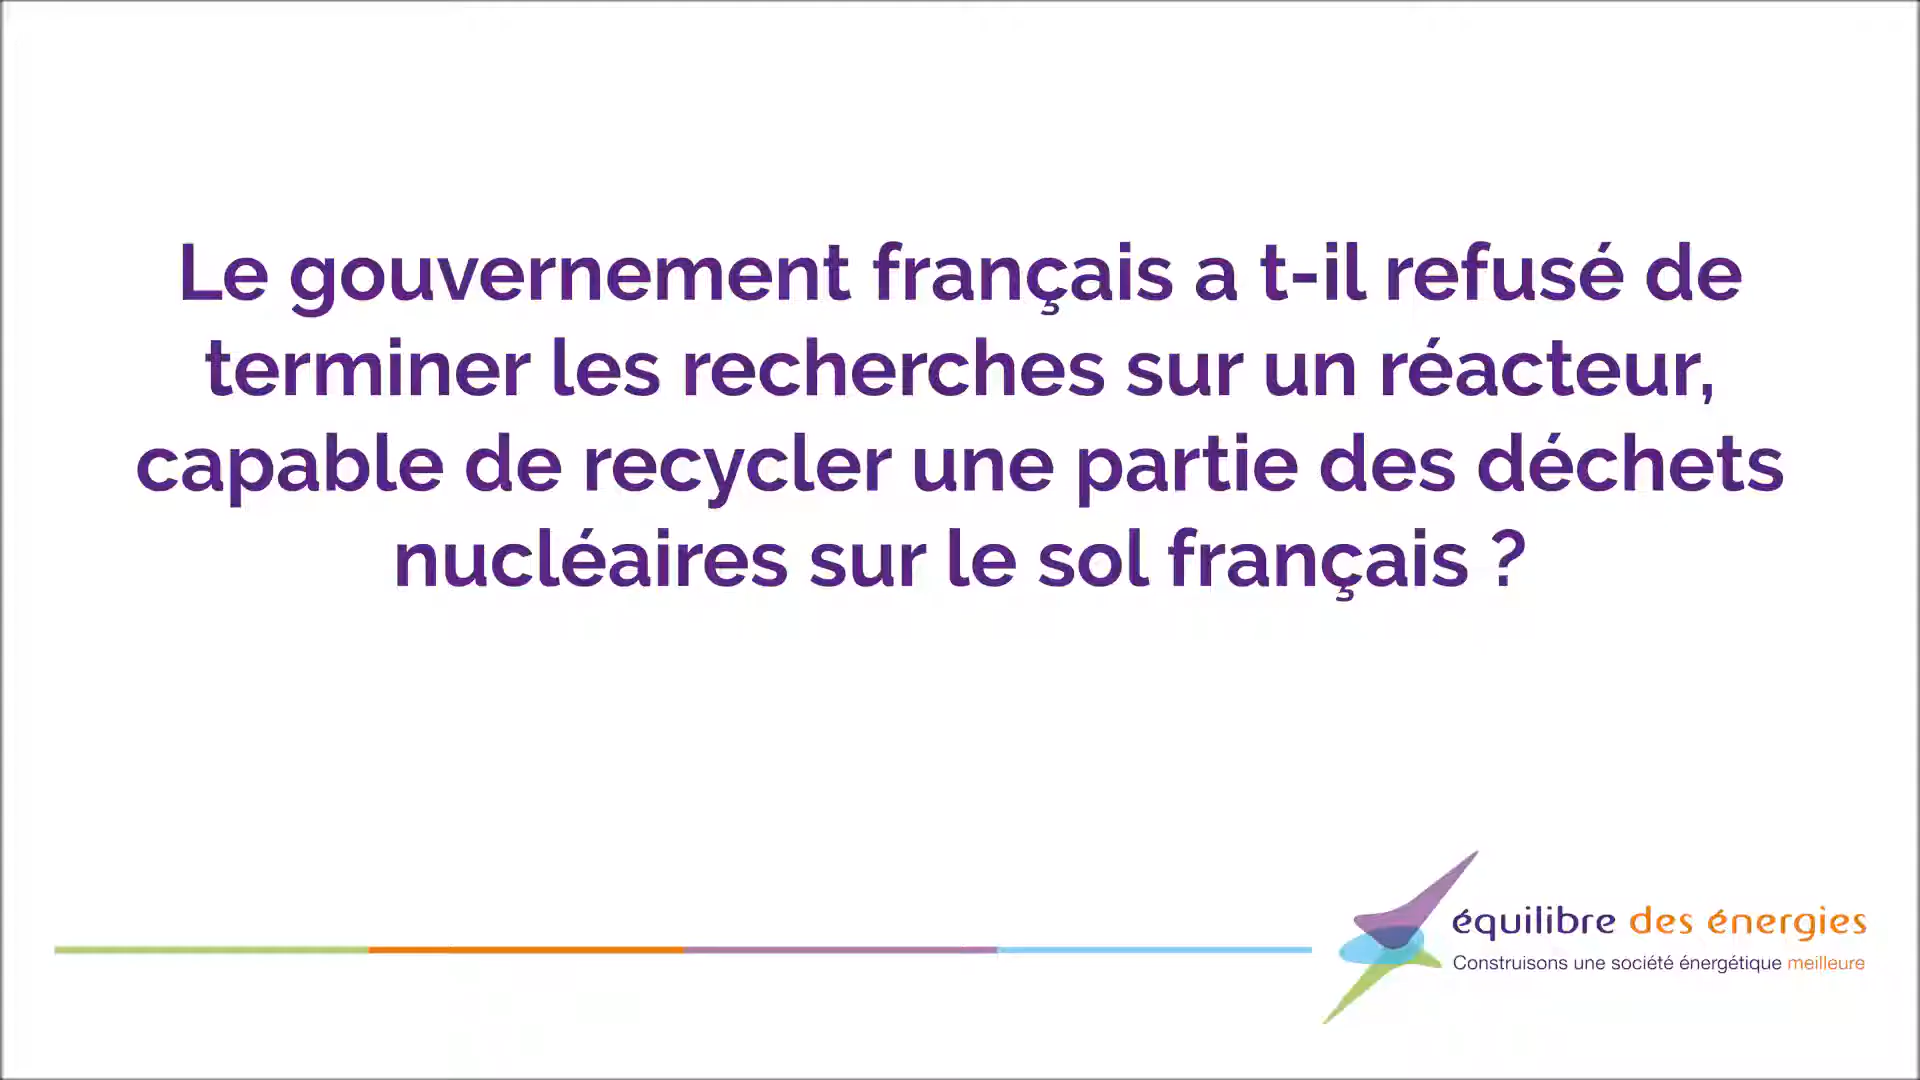 Le gouvernement français a t-il refusé de
terminer les recherches sur un réacteur,
capable de recycler une partie des déchets
nucléaires sur le sol français ?
équilibre des énergies
Construisons une société énergétique meilleure